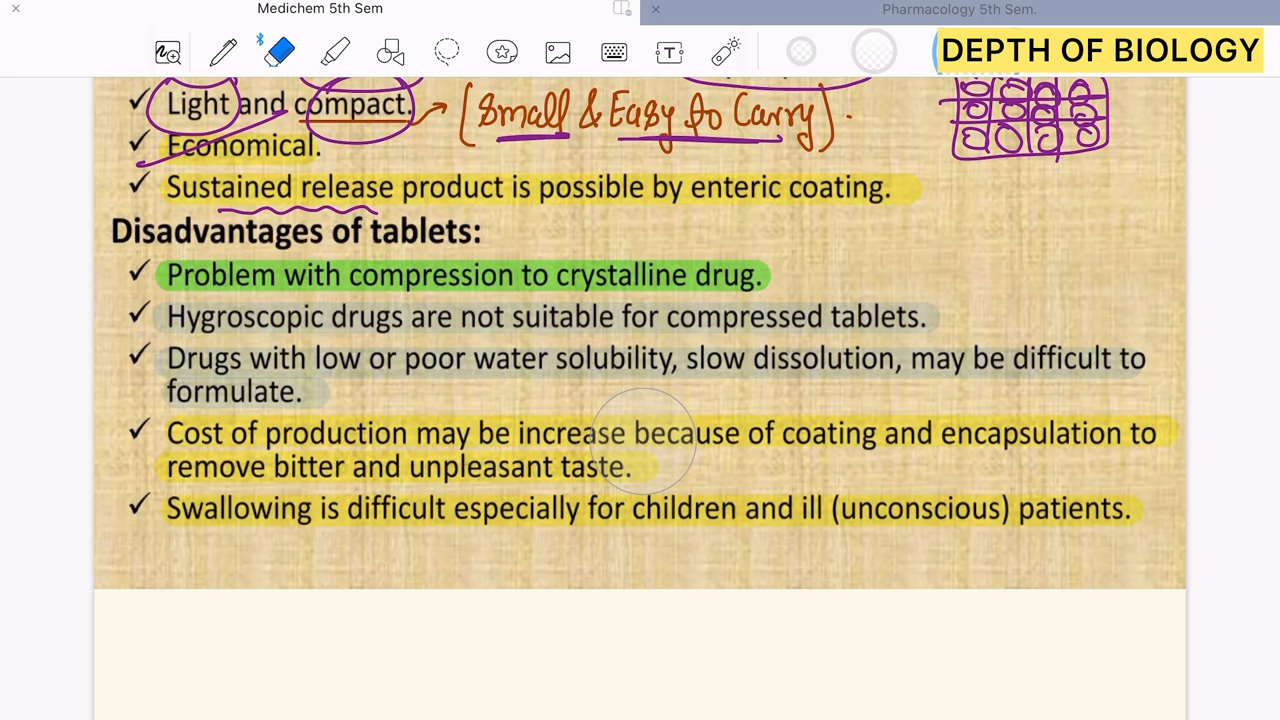 Medichem 5th Sem
Pharmacology 5th Sem.
DEPTH OF BIOLOGY
✓ Light and compact. → [Small & Easy to Carry].
✓ Economical.
✓ Sustained release product is possible by enteric coating.
Disadvantages of tablets:
✓ Problem with compression to crystalline drug.
✓ Hygroscopic drugs are not suitable for compressed tablets.
✓ Drugs with low or poor water solubility, slow dissolution, may be difficult to
formulate.
✓ Cost of production may be increase because of coating and encapsulation to
remove bitter and unpleasant taste.
✓ Swallowing is difficult especially for children and ill (unconscious) patients.